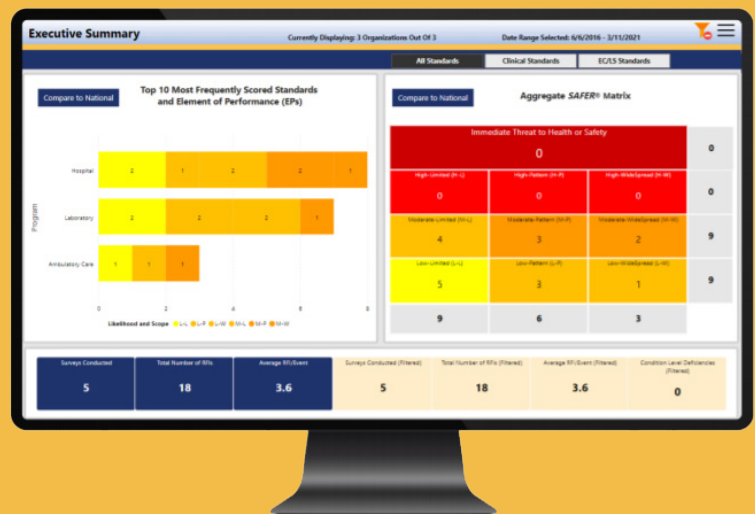 Executive Summary
Currently Displaying: 3 Organizations Out Of 3
Date Range Selected: 6/6/2016 - 3/11/2021
All Standards
Clinical Standards
EC/LS Standards
Compare to National
Top 10 Most Frequently Scored Standards
and Element of Performance (EPs)
Program
Hospital
2 1 2 2 1
Laboratory
2 2 2 1
Ambulatory Care
1 1 1
0 2 4 6 8
Likelihood and Scope L-L L-P L-W M-L M-P M-W
Compare to National
Aggregate SAFER® Matrix
Immediate Threat to Health or Safety
0
0
High-Limited (H-L) High-Pattern (H-P) High-WideSpread (H-W)
0 0 0
0
Moderate-Limited (M-L) Moderate-Pattern (M-P) Moderate-WideSpread (M-W)
4 3 2
9
Low-Limited (L-L) Low-Pattern (L-P) Low-WideSpread (L-W)
5 3 1
9
9 6 3
Surveys Conducted
5
Total Number of RFIs
18
Average RFI/Event
3.6
Surveys Conducted (Filtered)
5
Total Number of RFIs (Filtered)
18
Average RFI/Event (Filtered)
3.6
Condition Level Deficiencies
(Filtered)
0